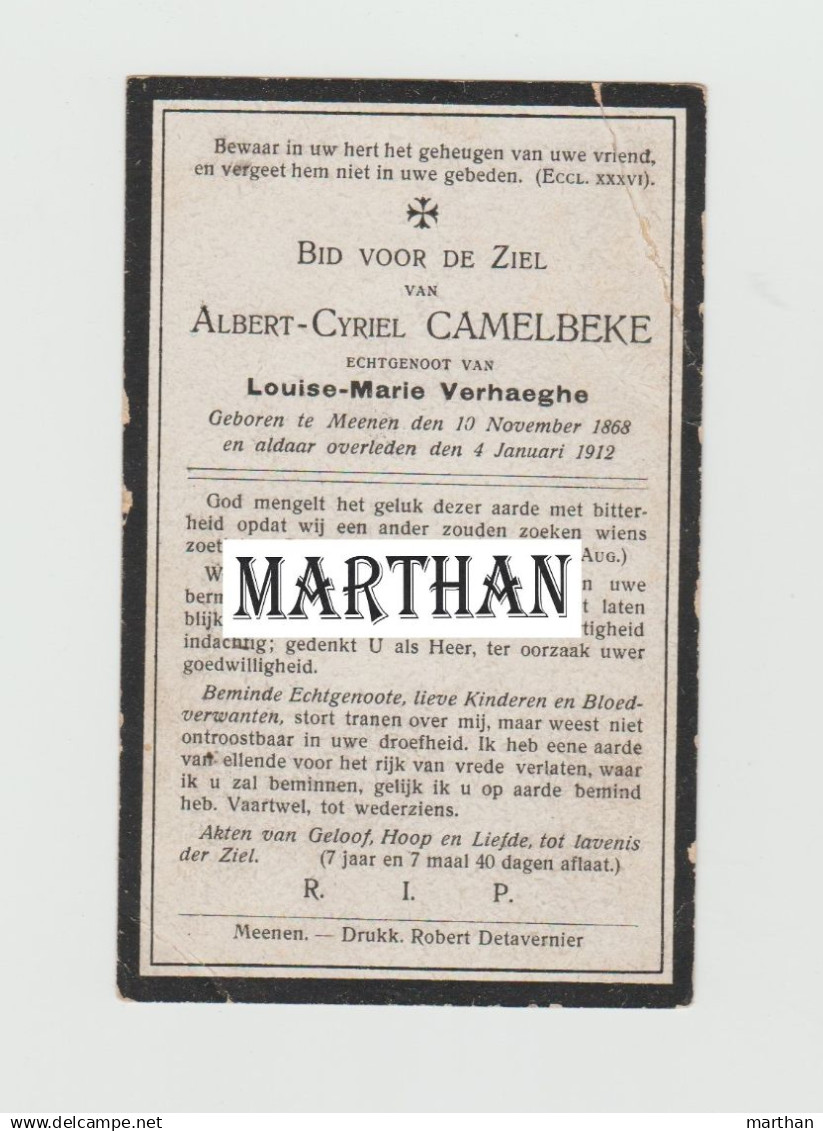 Bewaar in uw hert het geheugen van uwe vriend,
en vergeet hem niet in uwe gebeden. (Eccl. xxxvi).
Bid voor de Ziel
van
Albert-Cyriel CAMELBEKE
echtgenoot van
Louise-Marie Verhaeghe
Geboren te Meenen den 10 November 1868
en aldaar overleden den 4 Januari 1912
God mengelt het geluk dezer aarde met bitter-
heid opdat wij een ander zouden zoeken wiens
Aug.)
MARTHAN
uwe
laten
indachtig; gedenkt U als Heer, ter oorzaak uwer
goedwilligheid.
Beminde Echtgenoote, lieve Kinderen en Bloed-
verwanten, stort tranen over mij, maar weest niet
ontroostbaar in uwe droefheid. Ik heb eene aarde
van ellende voor het rijk van vrede verlaten, waar
ik u zal beminnen, gelijk ik u op aarde bemind
heb. Vaartwel, tot wederziens.
Akten van Geloof, Hoop en Liefde, tot lavenis
der Ziel. (7 jaar en 7 maal 40 dagen aflaat.)
R. I. P.
Meenen. — Drukk. Robert Detavernier
delcampe.net
marthan